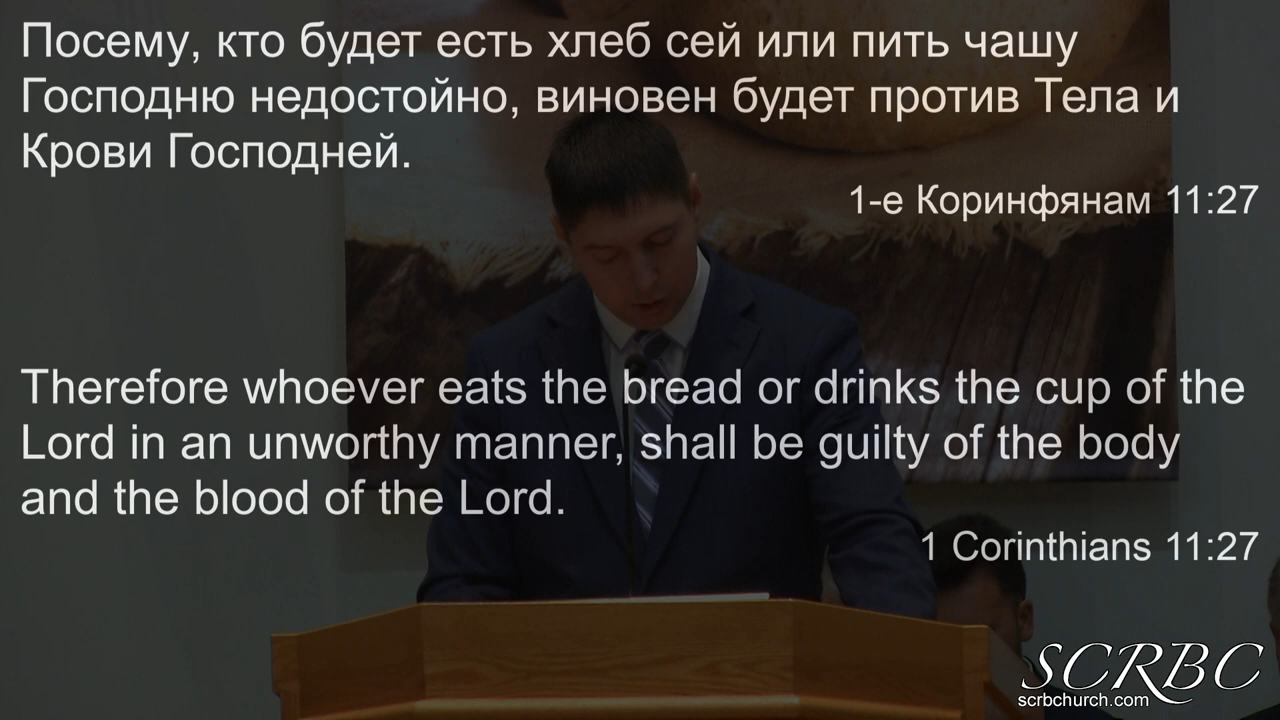 Посему, кто будет есть хлеб сей или пить чашу
Господню недостойно, виновен будет против Тела и
Крови Господней.
1-е Коринфянам 11:27
Therefore whoever eats the bread or drinks the cup of the
Lord in an unworthy manner, shall be guilty of the body
and the blood of the Lord.
1 Corinthians 11:27
SCRBC
scrbchurch.com